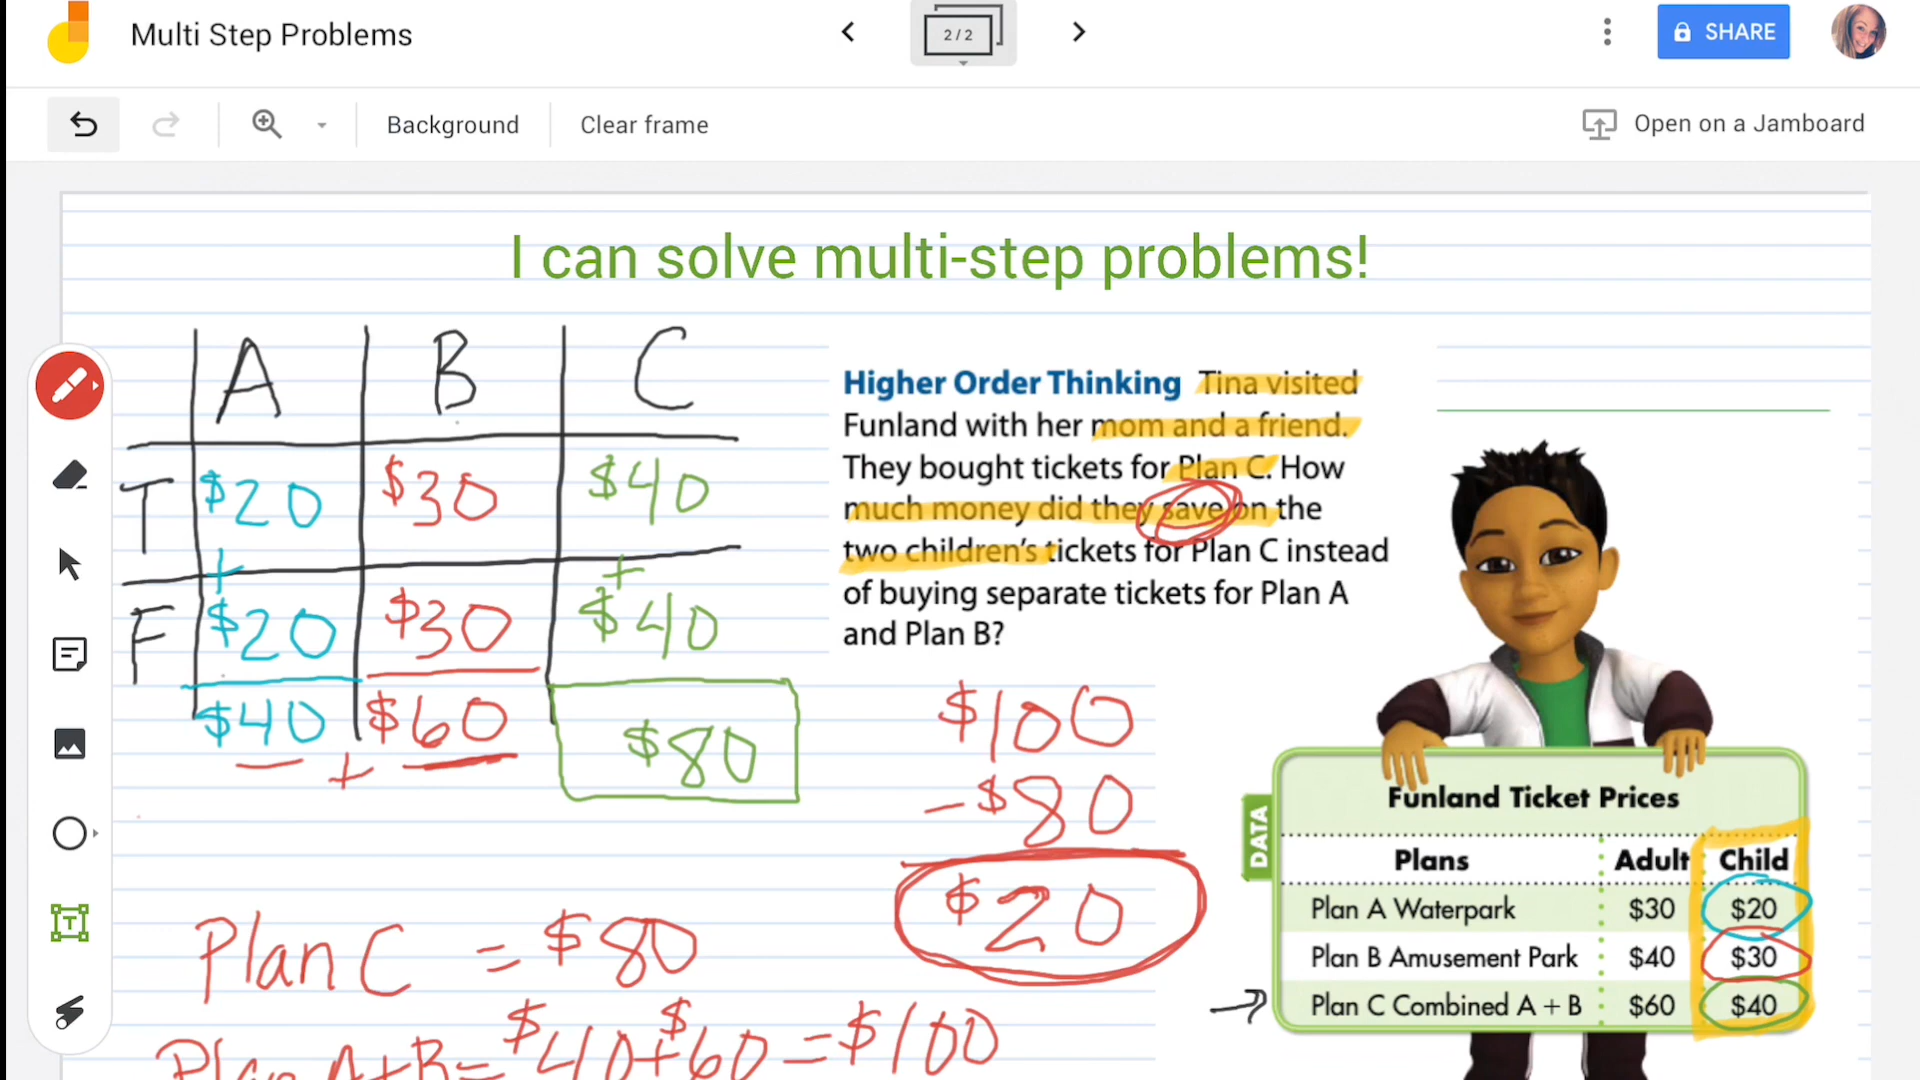 Multi Step Problems
2 / 2
SHARE
Background
Clear frame
Open on a Jamboard
I can solve multi-step problems!
A B C
T $20 $30 $40
+ +
F $20 $30 $40
$40 + $60 $80
Higher Order Thinking Tina visited
Funland with her mom and a friend.
They bought tickets for Plan C. How
much money did they save on the
two children's tickets for Plan C instead
of buying separate tickets for Plan A
and Plan B?
$100
- $80
$20
Plan C = $80
Plan A+B= $40+$60=$100
DATA
Funland Ticket Prices
Plans Adult Child
Plan A Waterpark $30 $20
Plan B Amusement Park $40 $30
Plan C Combined A + B $60 $40
T